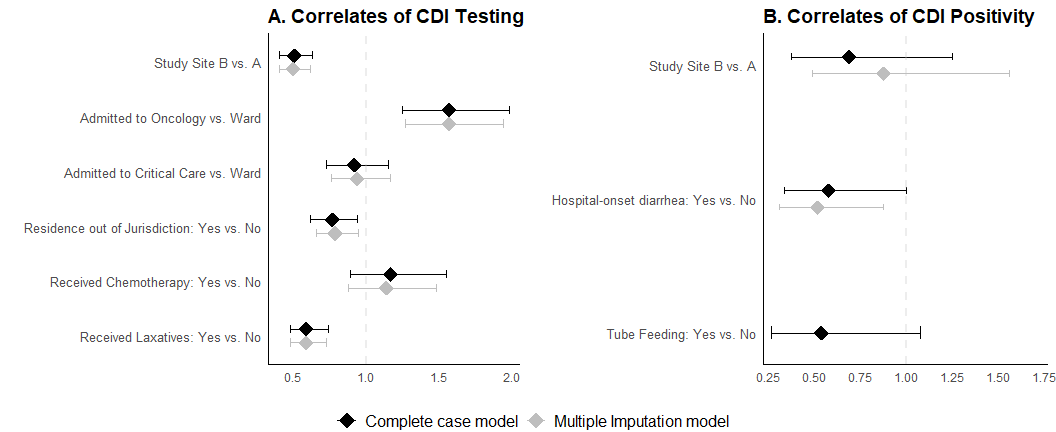 A. Correlates of CDI Testing
Study Site B vs. A
Admitted to Oncology vs. Ward
Admitted to Critical Care vs. Ward
Residence out of Jurisdiction: Yes vs. No
Received Chemotherapy: Yes vs. No
Received Laxatives: Yes vs. No
0.5 1.0 1.5 2.0
B. Correlates of CDI Positivity
Study Site B vs. A
Hospital-onset diarrhea: Yes vs. No
Tube Feeding: Yes vs. No
0.25 0.50 0.75 1.00 1.25 1.50 1.75
Complete case model Multiple Imputation model